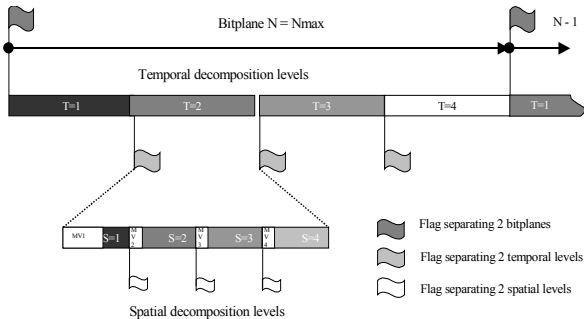 Bitplane N = Nmax
N - 1
Temporal decomposition levels
T=1
T=2
T=3
T=4
T=1
MV1
S=1
MV2
S=2
MV3
S=3
MV4
S=4
Flag separating 2 bitplanes
Flag separating 2 temporal levels
Flag separating 2 spatial levels
Spatial decomposition levels